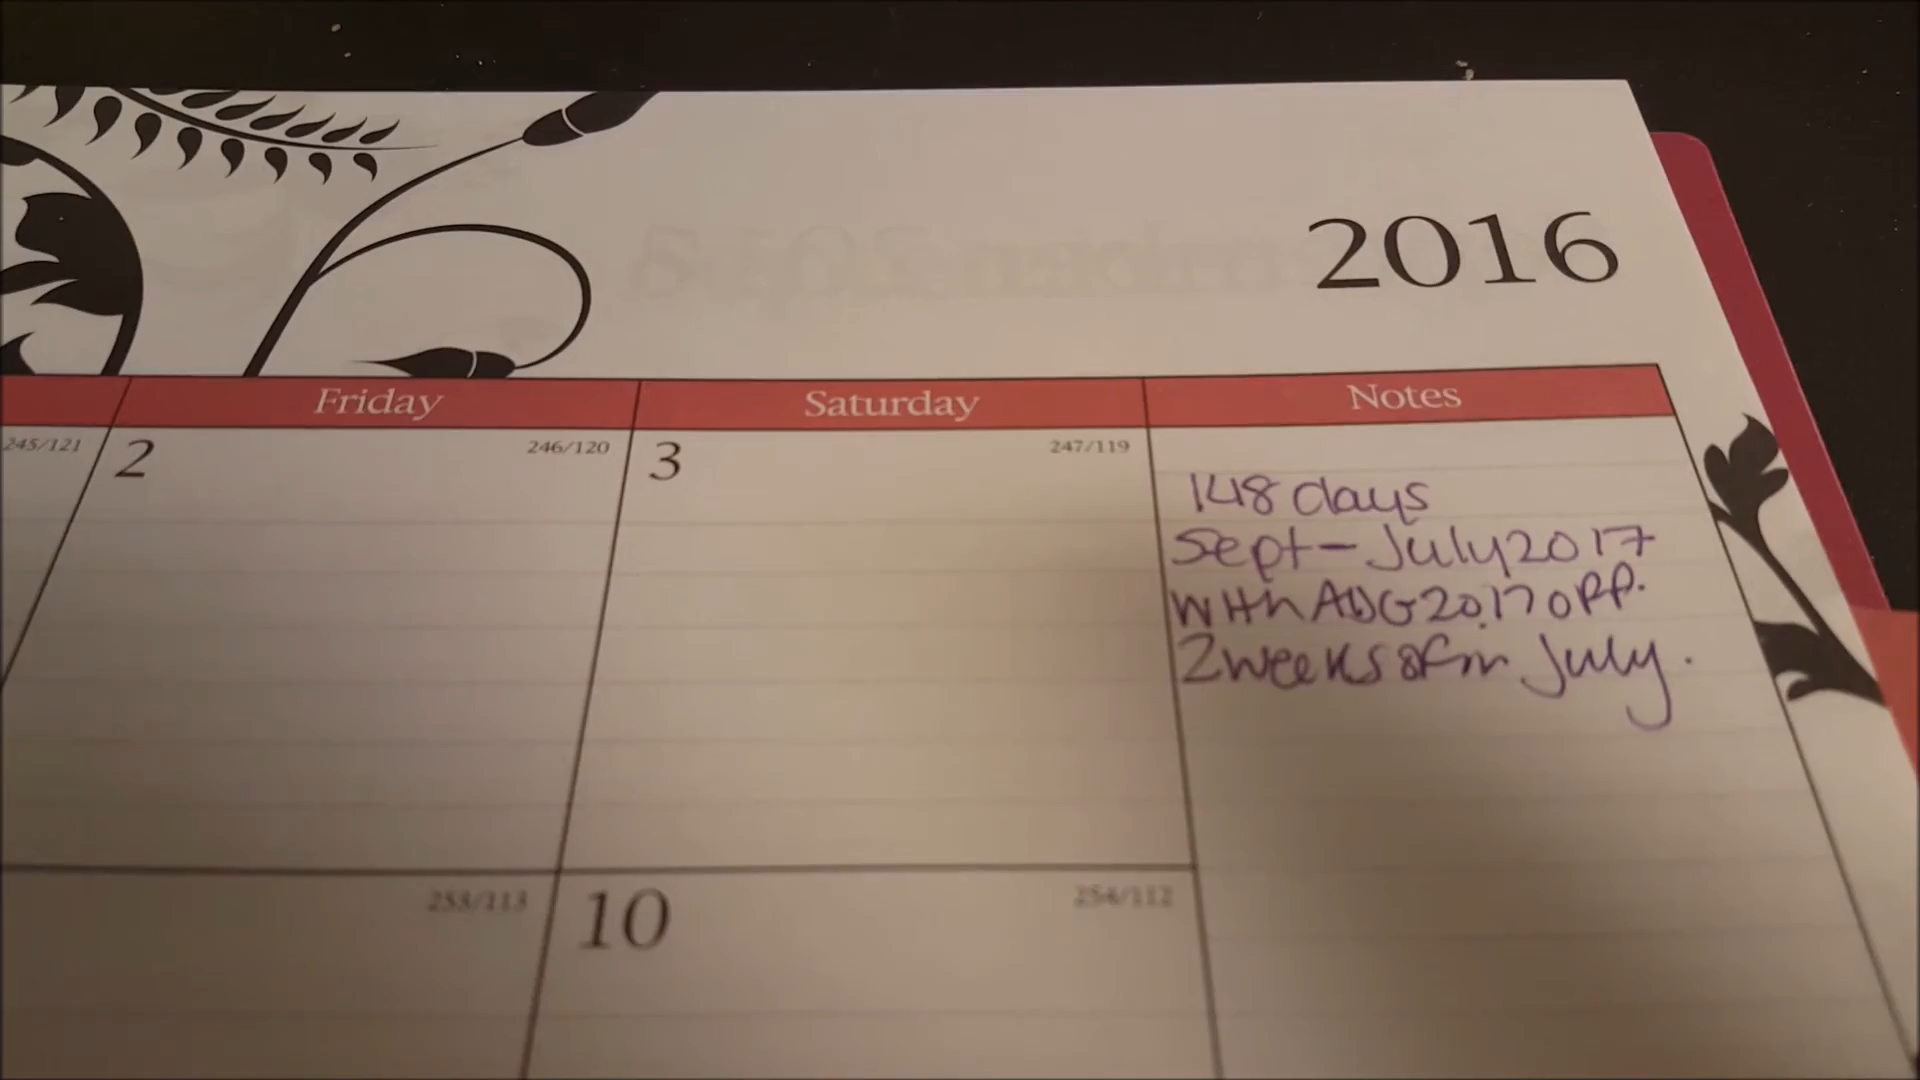 2016
Friday
Saturday
Notes
245/121
2
246/120
3
247/119
148 days
Sept - July 2017
With AUG 2017 OFF.
2 weeks off in July.
253/113
10
254/112